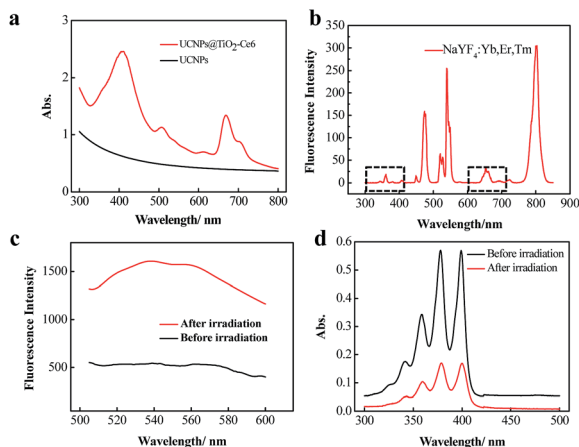 a
3
2
1
0
Abs.
UCNPs@TiO2-Ce6
UCNPs
300 400 500 600 700 800
Wavelength/ nm
b
350
300
250
200
150
100
50
0
Fluorescence Intensity
NaYF4:Yb,Er,Tm
300 400 500 600 700 800 900
Wavelength/nm
c
1500
1000
500
0
Fluorescence Intensity
After irradiation
Before irradiation
500 520 540 560 580 600
Wavelength/ nm
d
0.6
0.5
0.4
0.3
0.2
0.1
0.0
Abs.
Before irradiation
After irradiation
300 350 400 450 500
Wavelength/ nm